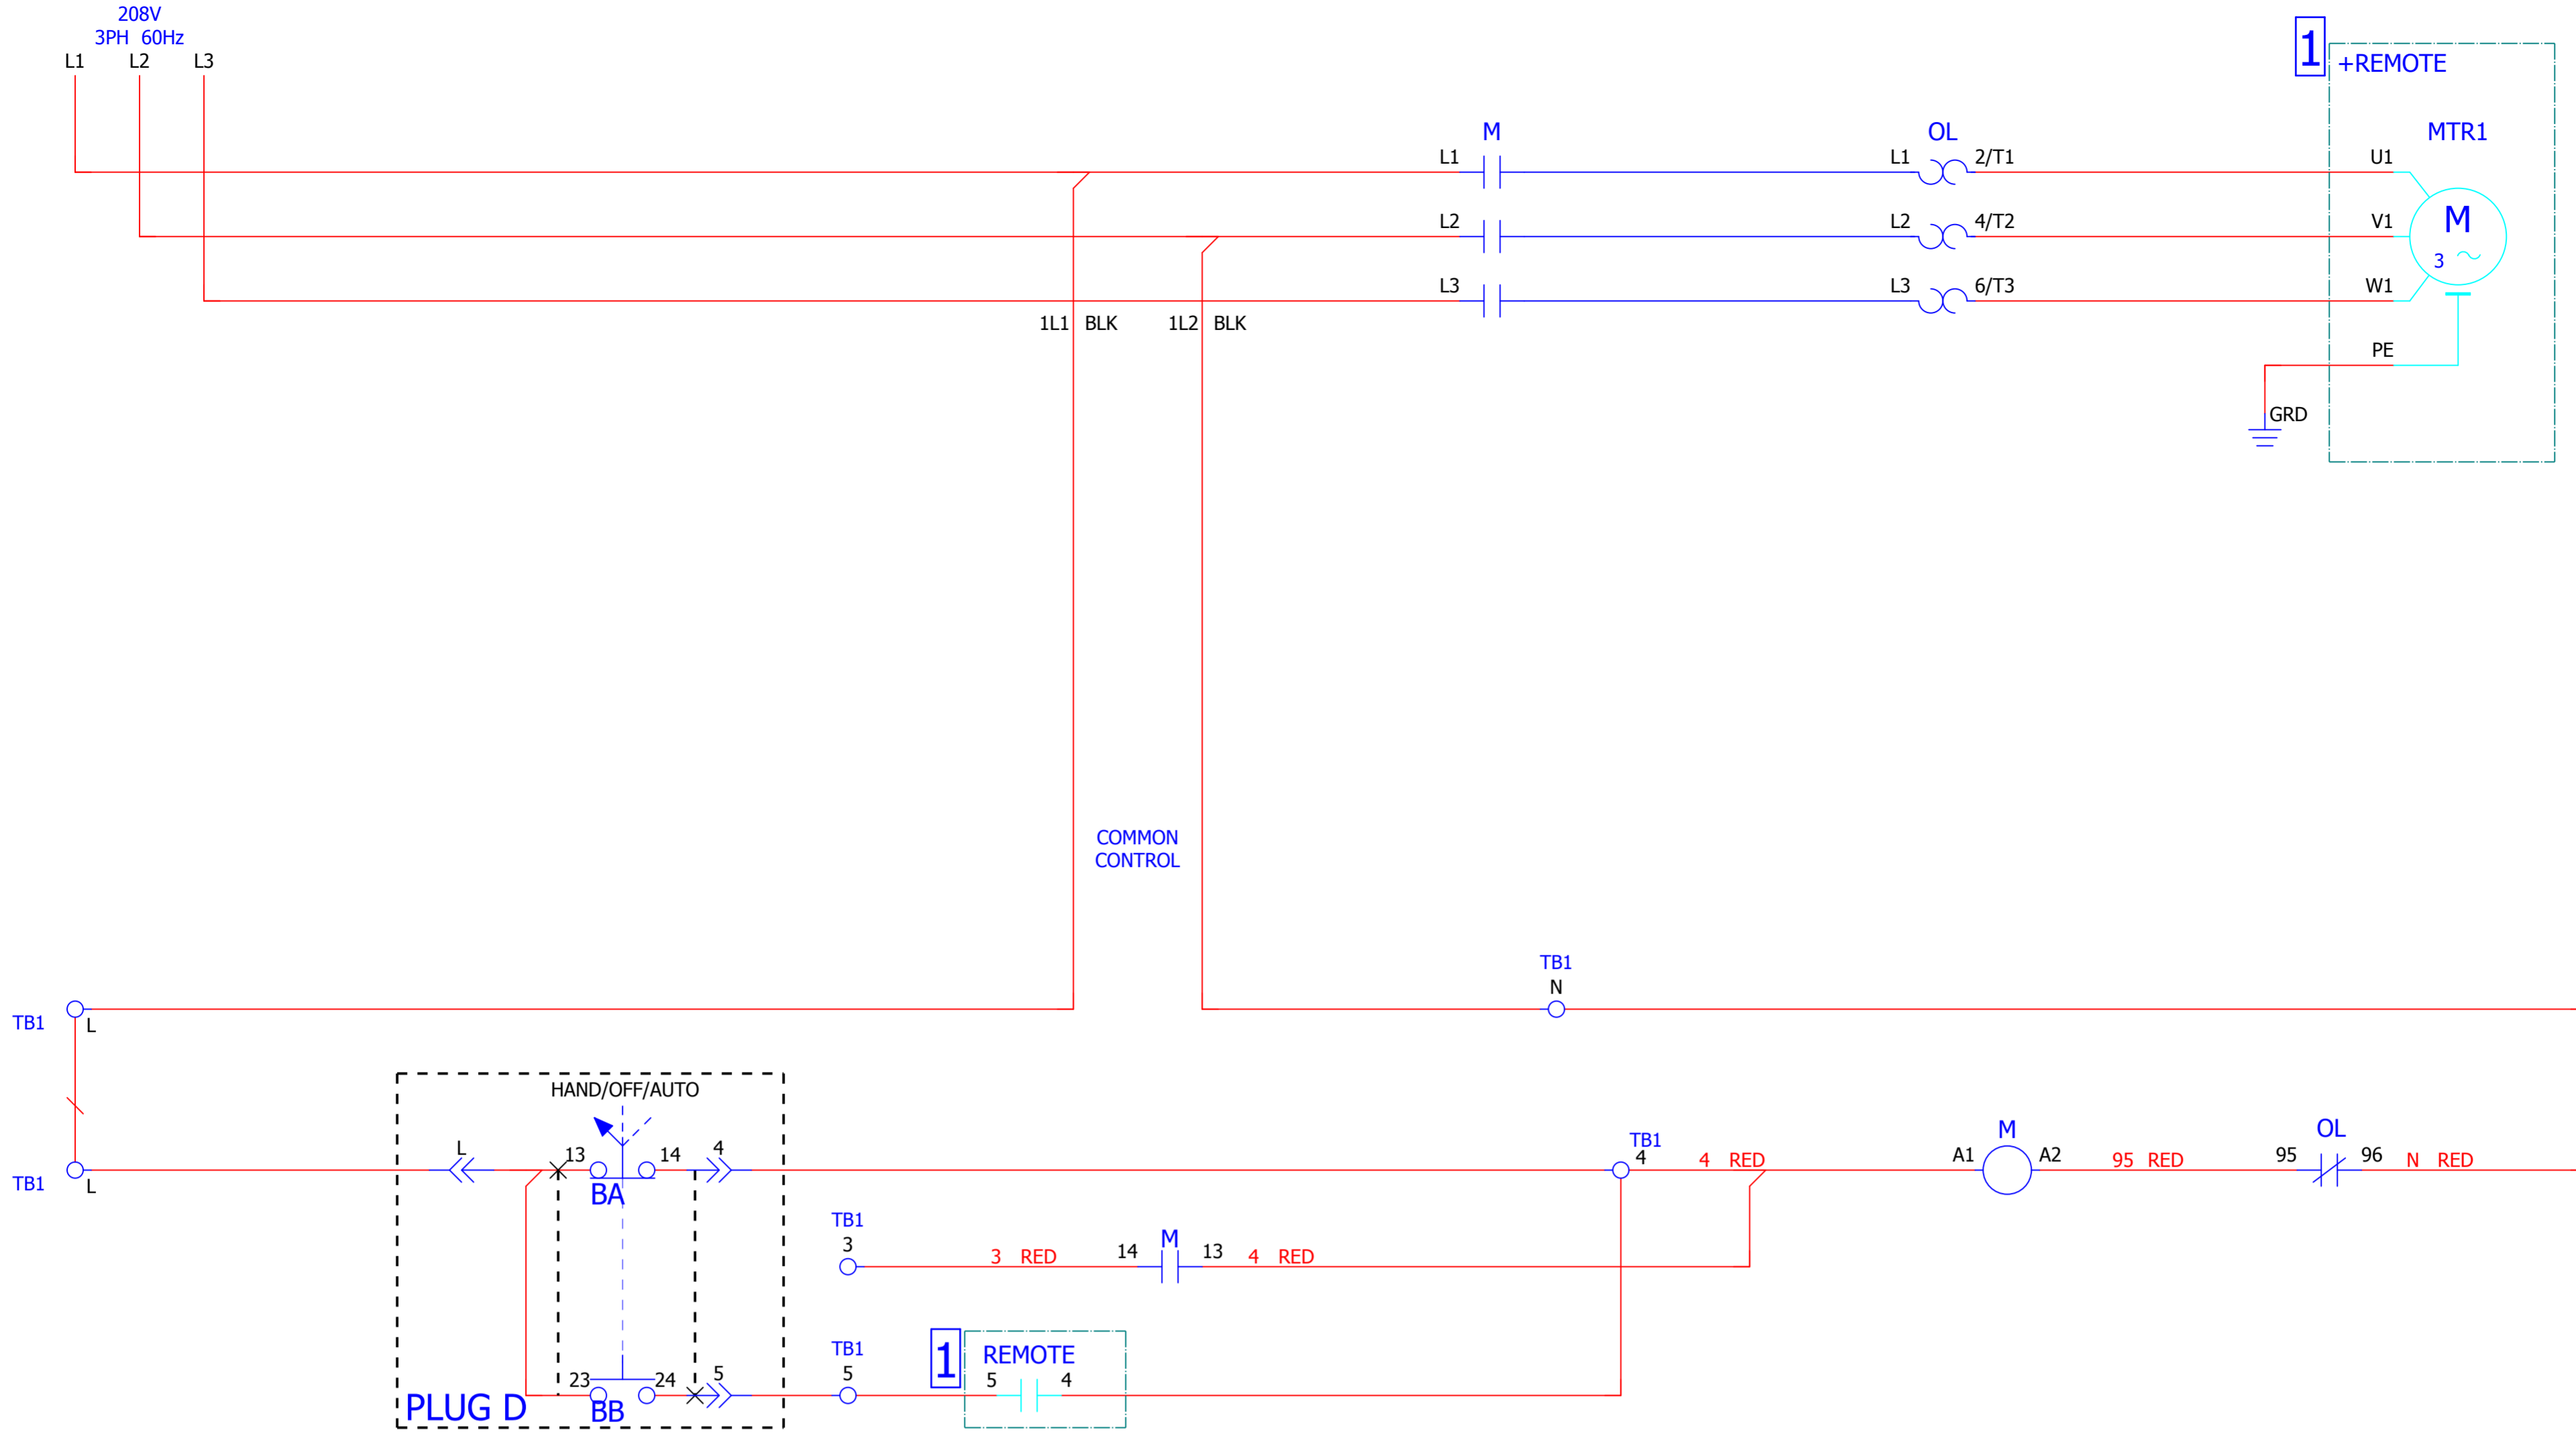 208V
3PH 60Hz
L1 L2 L3
1
+REMOTE
M OL MTR1
L1 L1 2/T1 U1
L2 L2 4/T2 V1
M
3
L3 L3 6/T3 W1
1L1 BLK 1L2 BLK
PE
GRD
COMMON
CONTROL
TB1
N
TB1 L
HAND/OFF/AUTO
L 13 14 4
TB1
4 4 RED
M
A1 A2 95 RED
OL
95 96 N RED
TB1 L
BA
TB1
3 3 RED 14 M 13 4 RED
TB1
5
1
REMOTE
5 4
23 24 5
BB
PLUG D